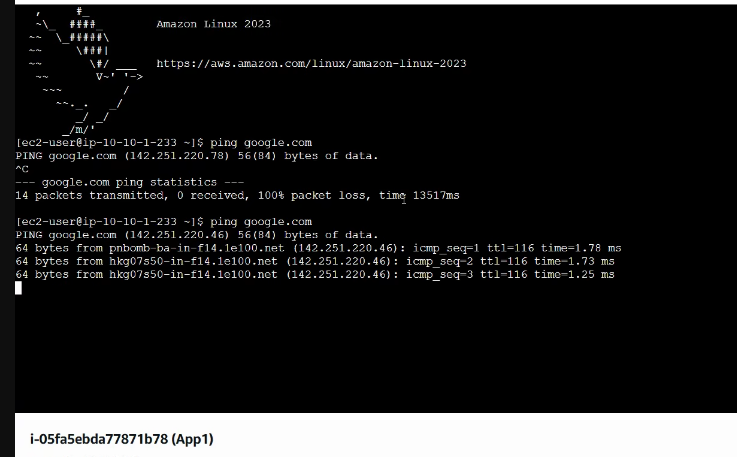 ,     #_
   ~\_  ####_        Amazon Linux 2023
  ~~  \_#####\
  ~~     \###|
  ~~       \#/ ___   https://aws.amazon.com/linux/amazon-linux-2023
   ~~       V~' '->
    ~~~         /
      ~~._.   _/
         _/ _/
       _/m/'
[ec2-user@ip-10-10-1-233 ~]$ ping google.com
PING google.com (142.251.220.78) 56(84) bytes of data.
^C
--- google.com ping statistics ---
14 packets transmitted, 0 received, 100% packet loss, time 13517ms
[ec2-user@ip-10-10-1-233 ~]$ ping google.com
PING google.com (142.251.220.46) 56(84) bytes of data.
64 bytes from pnbomb-ba-in-f14.1e100.net (142.251.220.46): icmp_seq=1 ttl=116 time=1.78 ms
64 bytes from hkg07s50-in-f14.1e100.net (142.251.220.46): icmp_seq=2 ttl=116 time=1.73 ms
64 bytes from hkg07s50-in-f14.1e100.net (142.251.220.46): icmp_seq=3 ttl=116 time=1.25 ms
i-05fa5ebda77871b78 (App1)